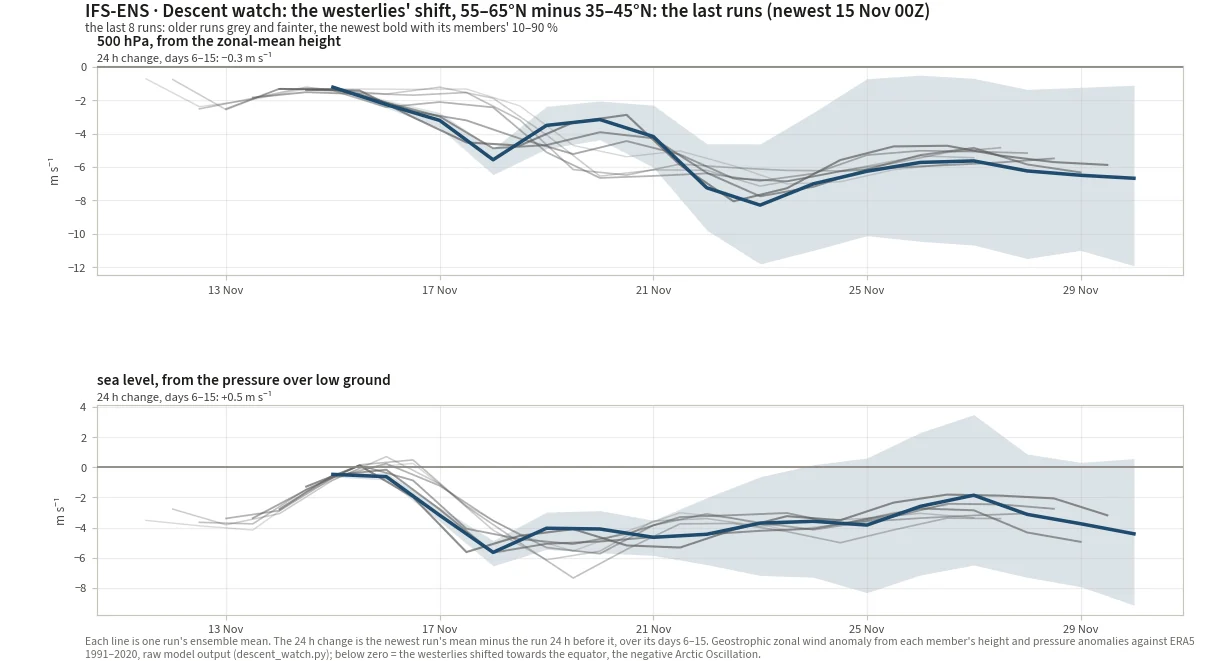 IFS-ENS · Descent watch: the westerlies' shift, 55–65°N minus 35–45°N: the last runs (newest 15 Nov 00Z)
the last 8 runs: older runs grey and fainter, the newest bold with its members' 10–90 %
500 hPa, from the zonal-mean height
24 h change, days 6–15: −0.3 m s⁻¹
0
−2
−4
−6
−8
−10
−12
m s⁻¹
13 Nov 17 Nov 21 Nov 25 Nov 29 Nov
sea level, from the pressure over low ground
24 h change, days 6–15: +0.5 m s⁻¹
4
2
0
−2
−4
−6
−8
m s⁻¹
13 Nov 17 Nov 21 Nov 25 Nov 29 Nov
Each line is one run's ensemble mean. The 24 h change is the newest run's mean minus the run 24 h before it, over its days 6–15. Geostrophic zonal wind anomaly from each member's height and pressure anomalies against ERA5
1991–2020, raw model output (descent_watch.py); below zero = the westerlies shifted towards the equator, the negative Arctic Oscillation.